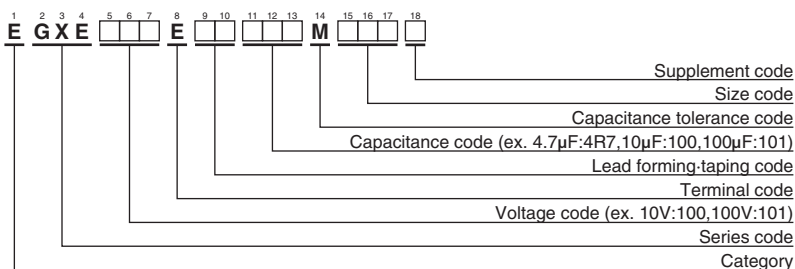 1 2 3 4 5 6 7 8 9 10 11 12 13 14 15 16 17 18
E GXE E M
Supplement code
Size code
Capacitance tolerance code
Capacitance code (ex. 4.7μF:4R7,10μF:100,100μF:101)
Lead forming·taping code
Terminal code
Voltage code (ex. 10V:100,100V:101)
Series code
Category